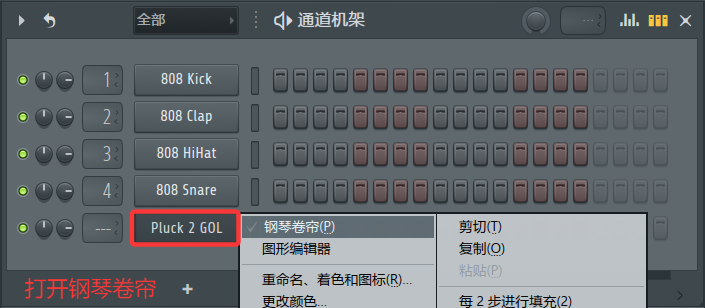 全部
通道机架
---
1 808 Kick
2 808 Clap
3 808 HiHat
4 808 Snare
--- Pluck 2 GOL
钢琴卷帘(P) 剪切(T)
图形编辑器 复制(O)
粘贴(P)
打开钢琴卷帘 + 重命名、着色和图标(R)...
更改颜色... 每 2 步进行填充(2)